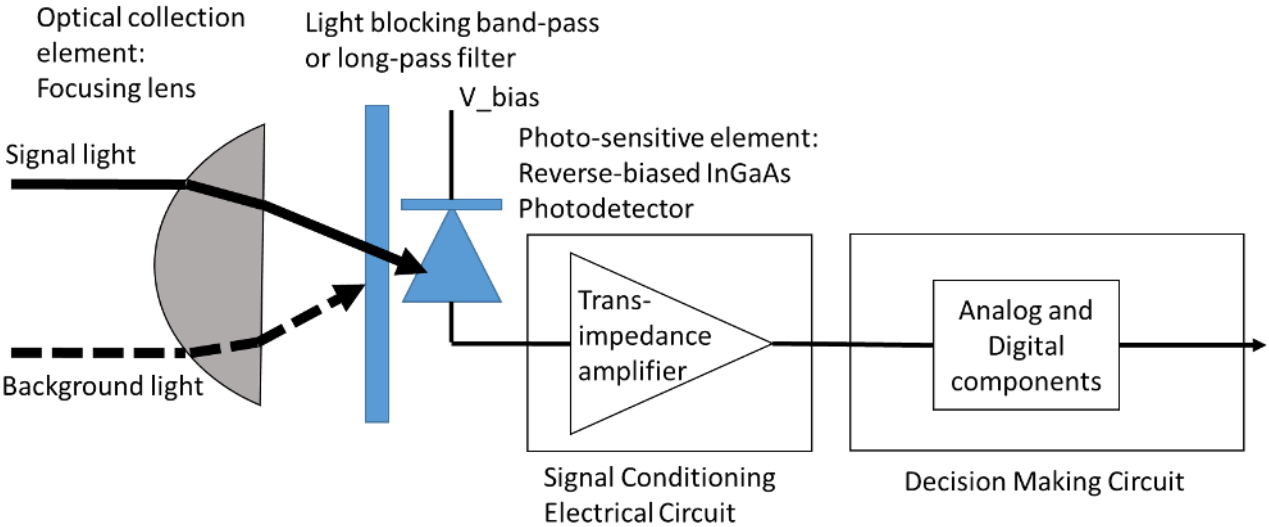 Optical collection
element:
Focusing lens
Light blocking band-pass
or long-pass filter
V_bias
Signal light
Photo-sensitive element:
Reverse-biased InGaAs
Photodetector
Background light
Trans-
impedance
amplifier
Analog and
Digital
components
Signal Conditioning
Electrical Circuit
Decision Making Circuit